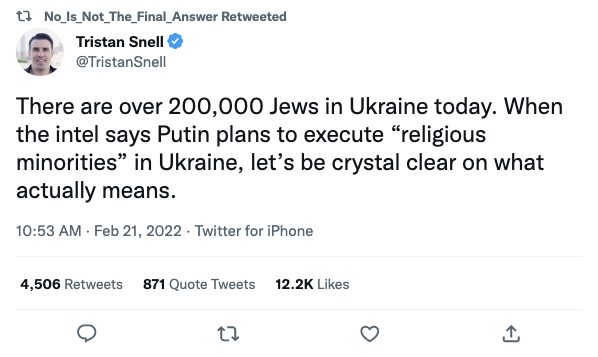 No_Is_Not_The_Final_Answer Retweeted
Tristan Snell
@TristanSnell
There are over 200,000 Jews in Ukraine today. When
the intel says Putin plans to execute “religious
minorities” in Ukraine, let’s be crystal clear on what
actually means.
10:53 AM · Feb 21, 2022 · Twitter for iPhone
4,506 Retweets 871 Quote Tweets 12.2K Likes